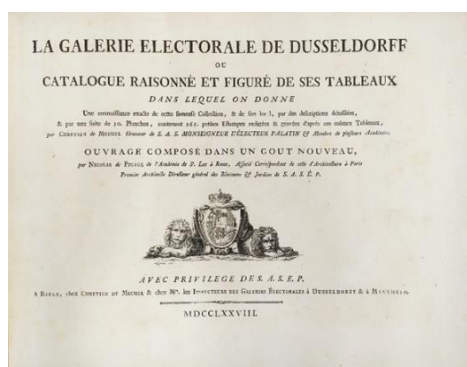 LA GALERIE ELECTORALE DE DUSSELDORFF
OU
CATALOGUE RAISONNÉ ET FIGURÉ DE SES TABLEAUX
DANS LEQUEL ON DONNE
Une connoissance exacte de cette fameuse Collection, & de son local, par des descriptions détaillées,
& par une suite de 30. Planches, contenant 365. petites Estampes redigées & gravées d'après ces mêmes Tableaux,
par CHRETIEN DE MECHEL Graveur de S. A. S. MONSEIGNEUR L'ÉLECTEUR PALATIN & Membre de plusieurs Académies.
OUVRAGE COMPOSÉ DANS UN GOUT NOUVEAU,
par NICOLAS DE PIGAGE de l'Académie de St. Luc à Rome, Associé Correspondant de celle d'Architecture à Paris
Premier Architecte Directeur général des Bâtimens & Jardins de S. A. S. É. P.
AVEC PRIVILEGE DE S. A. S. E. P.
A BASLE, chez CHRETIEN DE MECHEL & chez Mrs. les INSPECTEURS DES GALERIES ÉLECTORALES à DUSSELDORFF & à MANNHEIM.
MDCCLXXVIII.